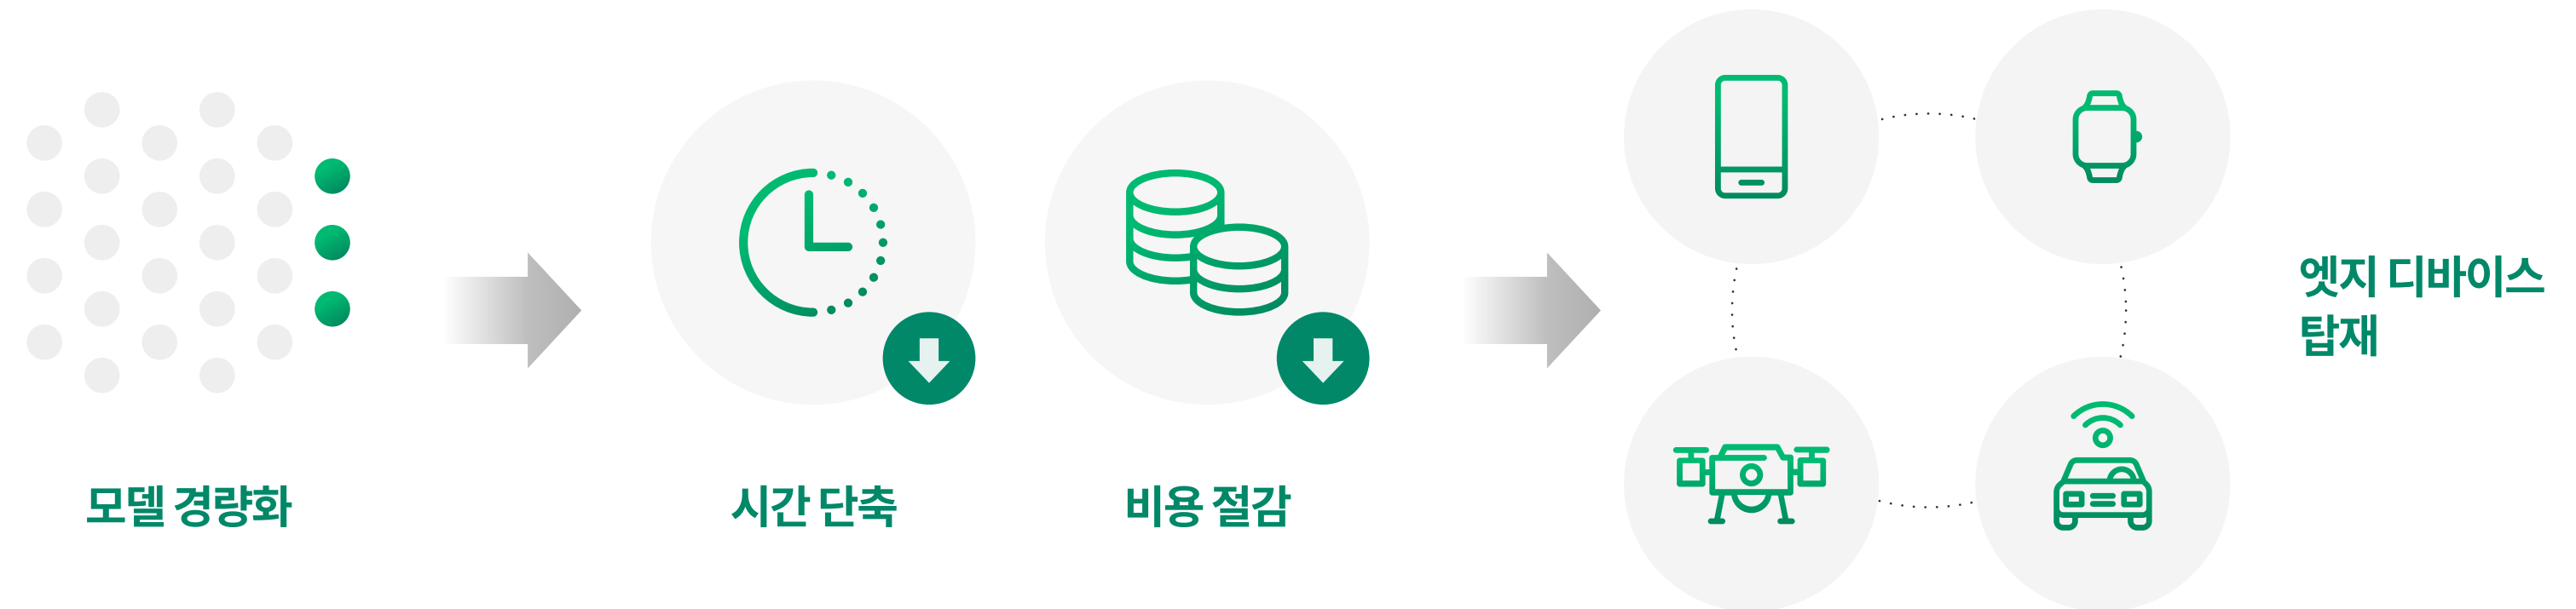 모델 경량화
시간 단축
비용 절감
엣지 디바이스
탑재